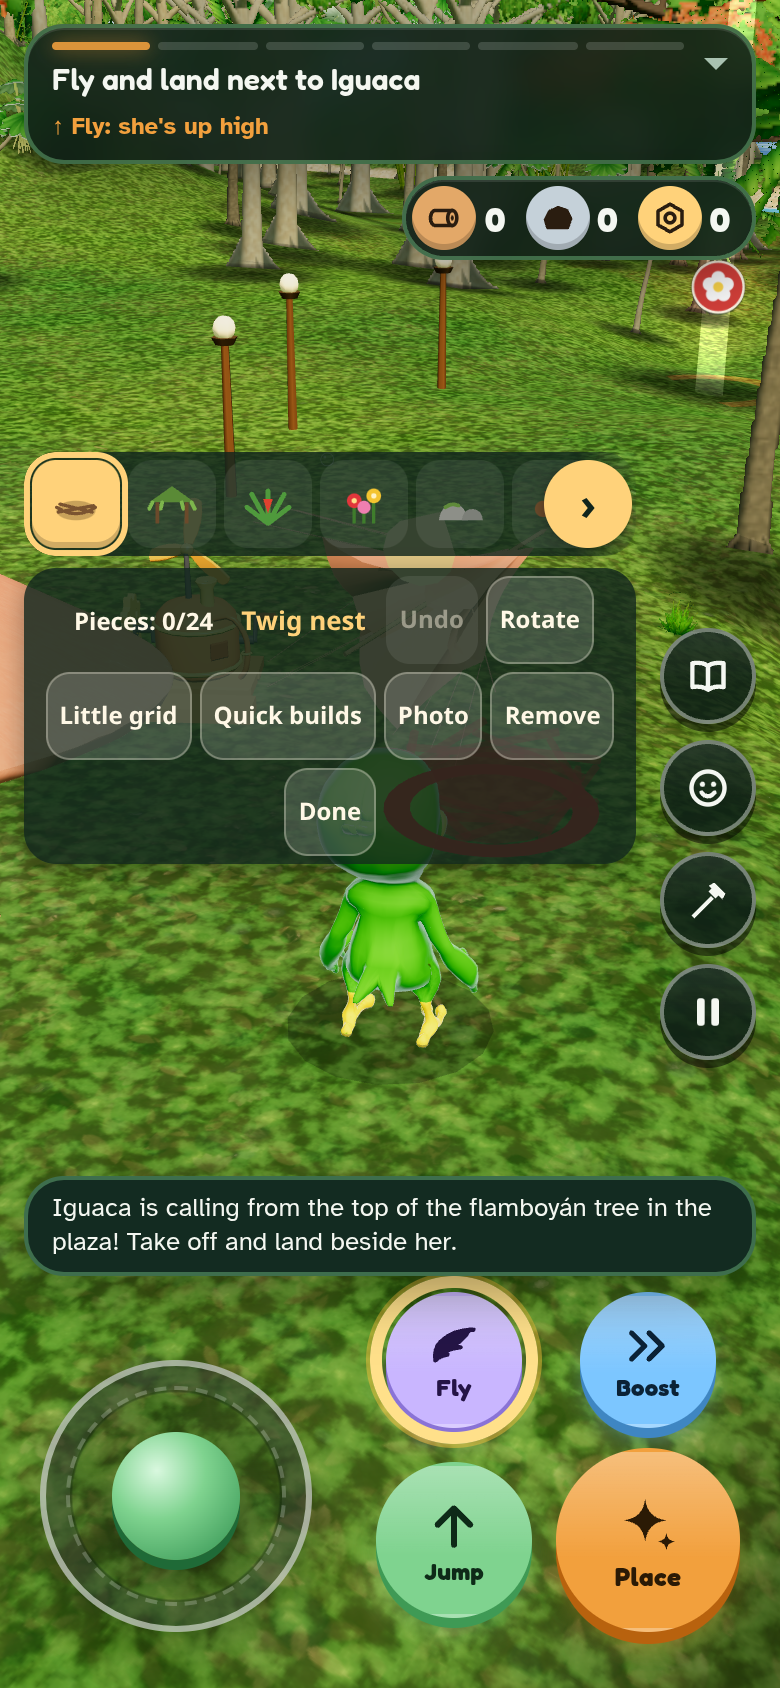 Fly and land next to Iguaca
↑ Fly: she's up high
0 0 0
›
Pieces: 0/24 Twig nest Undo Rotate
Little grid Quick builds Photo Remove
Done
Iguaca is calling from the top of the flamboyán tree in the
plaza! Take off and land beside her.
Fly Boost
Jump Place